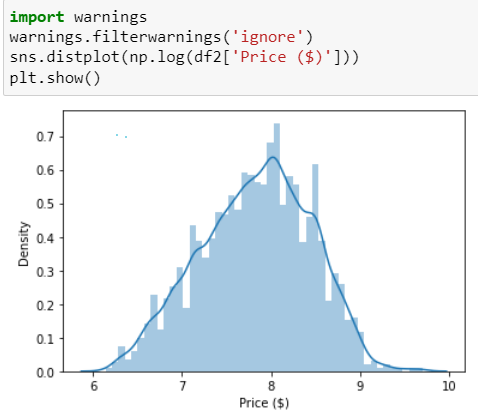 import warnings
warnings.filterwarnings('ignore')
sns.distplot(np.log(df2['Price ($)']))
plt.show()
0.7
0.6
0.5
0.4
0.3
0.2
0.1
0.0
Density
6 7 8 9 10
Price ($)